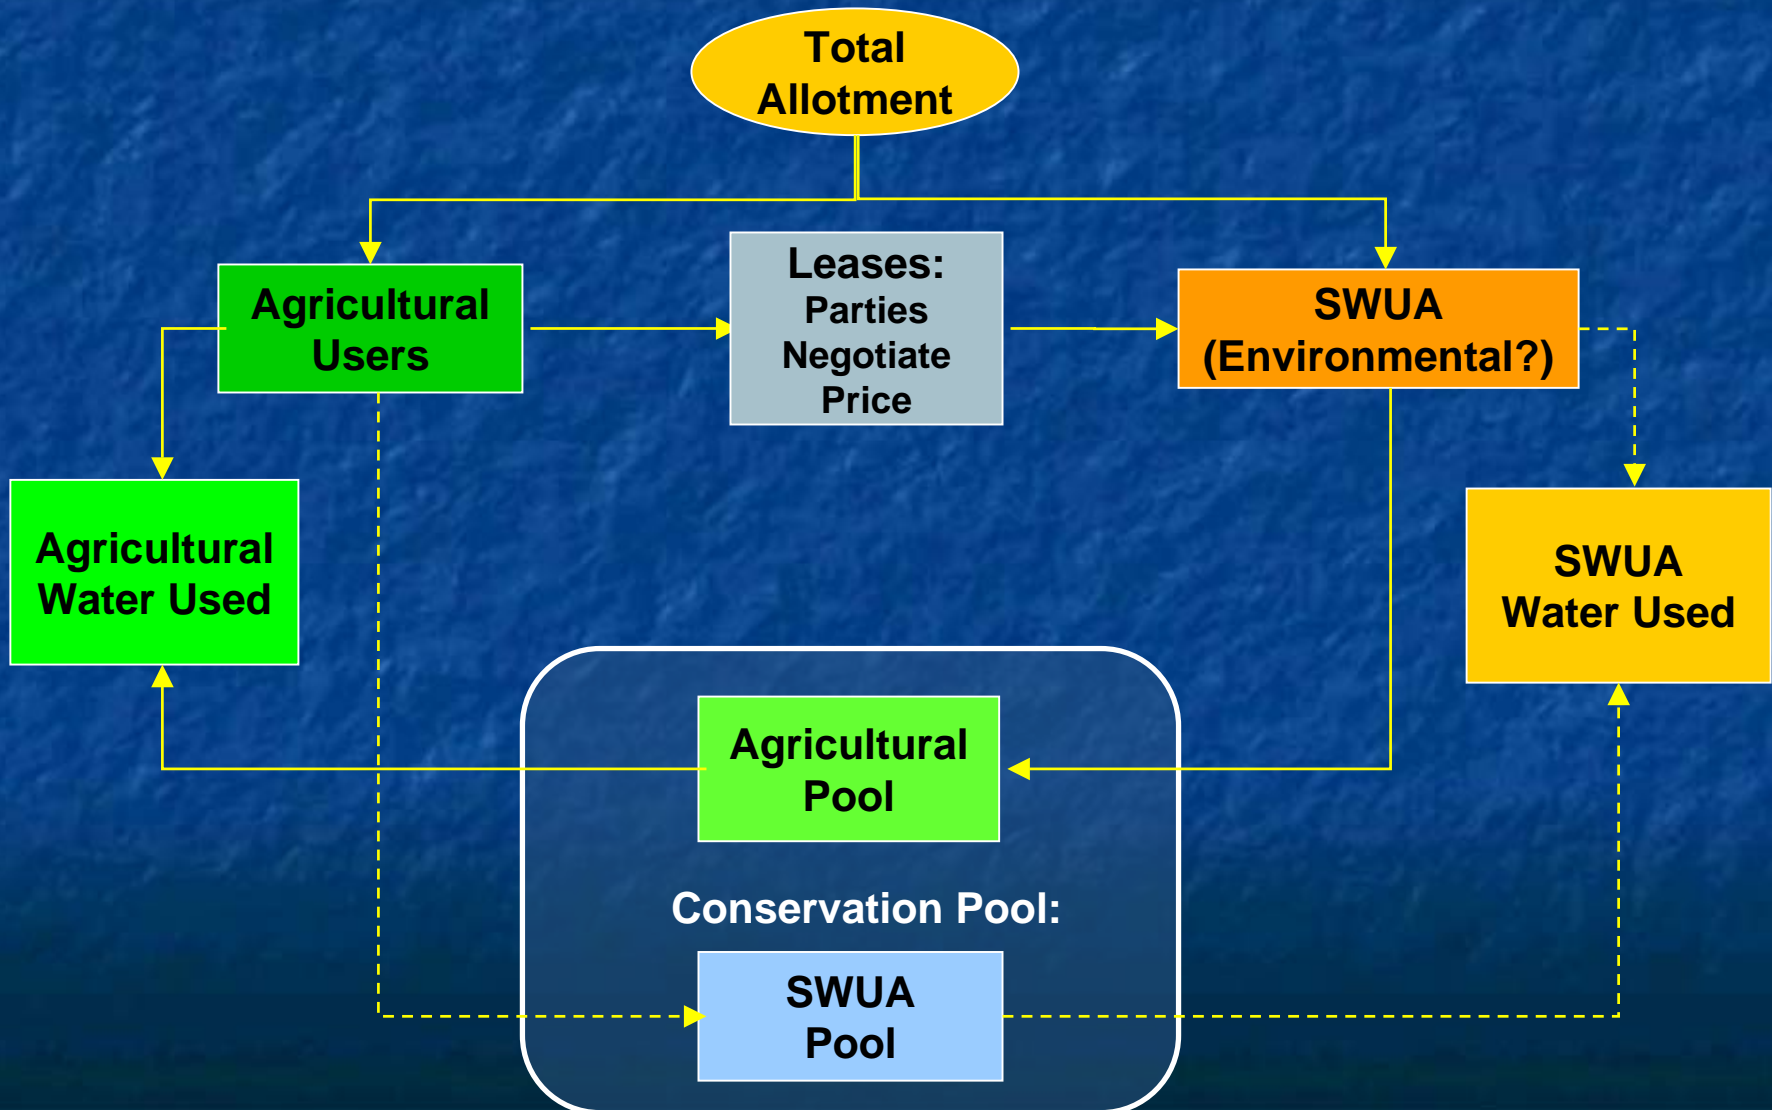 Total
Allotment
Agricultural
Users
Leases:
Parties
Negotiate
Price
SWUA
(Environmental?)
Agricultural
Water Used
SWUA
Water Used
Agricultural
Pool
Conservation Pool:
SWUA
Pool